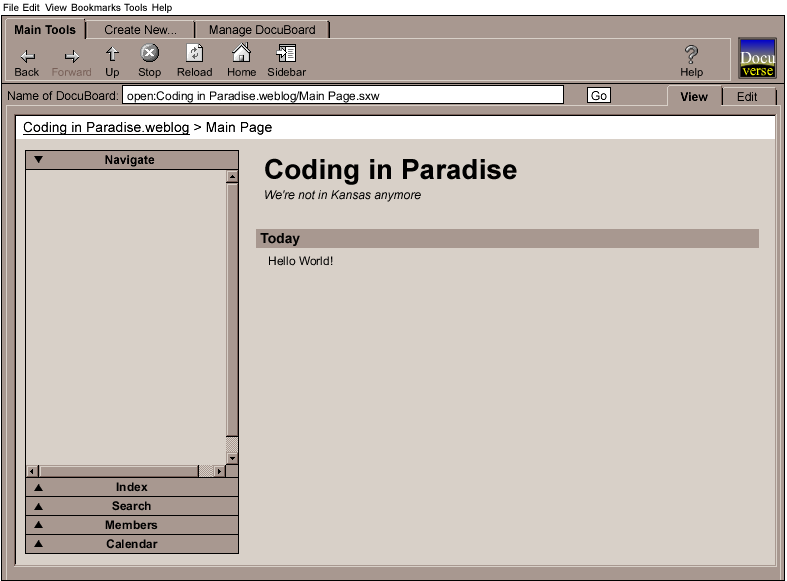 File Edit View Bookmarks Tools Help
Main Tools Create New... Manage DocuBoard
Back Forward Up Stop Reload Home Sidebar Help
Docu
verse
Name of DocuBoard: open:Coding in Paradise.weblog/Main Page.sxw Go View Edit
Coding in Paradise.weblog > Main Page
Navigate
Coding in Paradise
We're not in Kansas anymore
Today
Hello World!
Index
Search
Members
Calendar